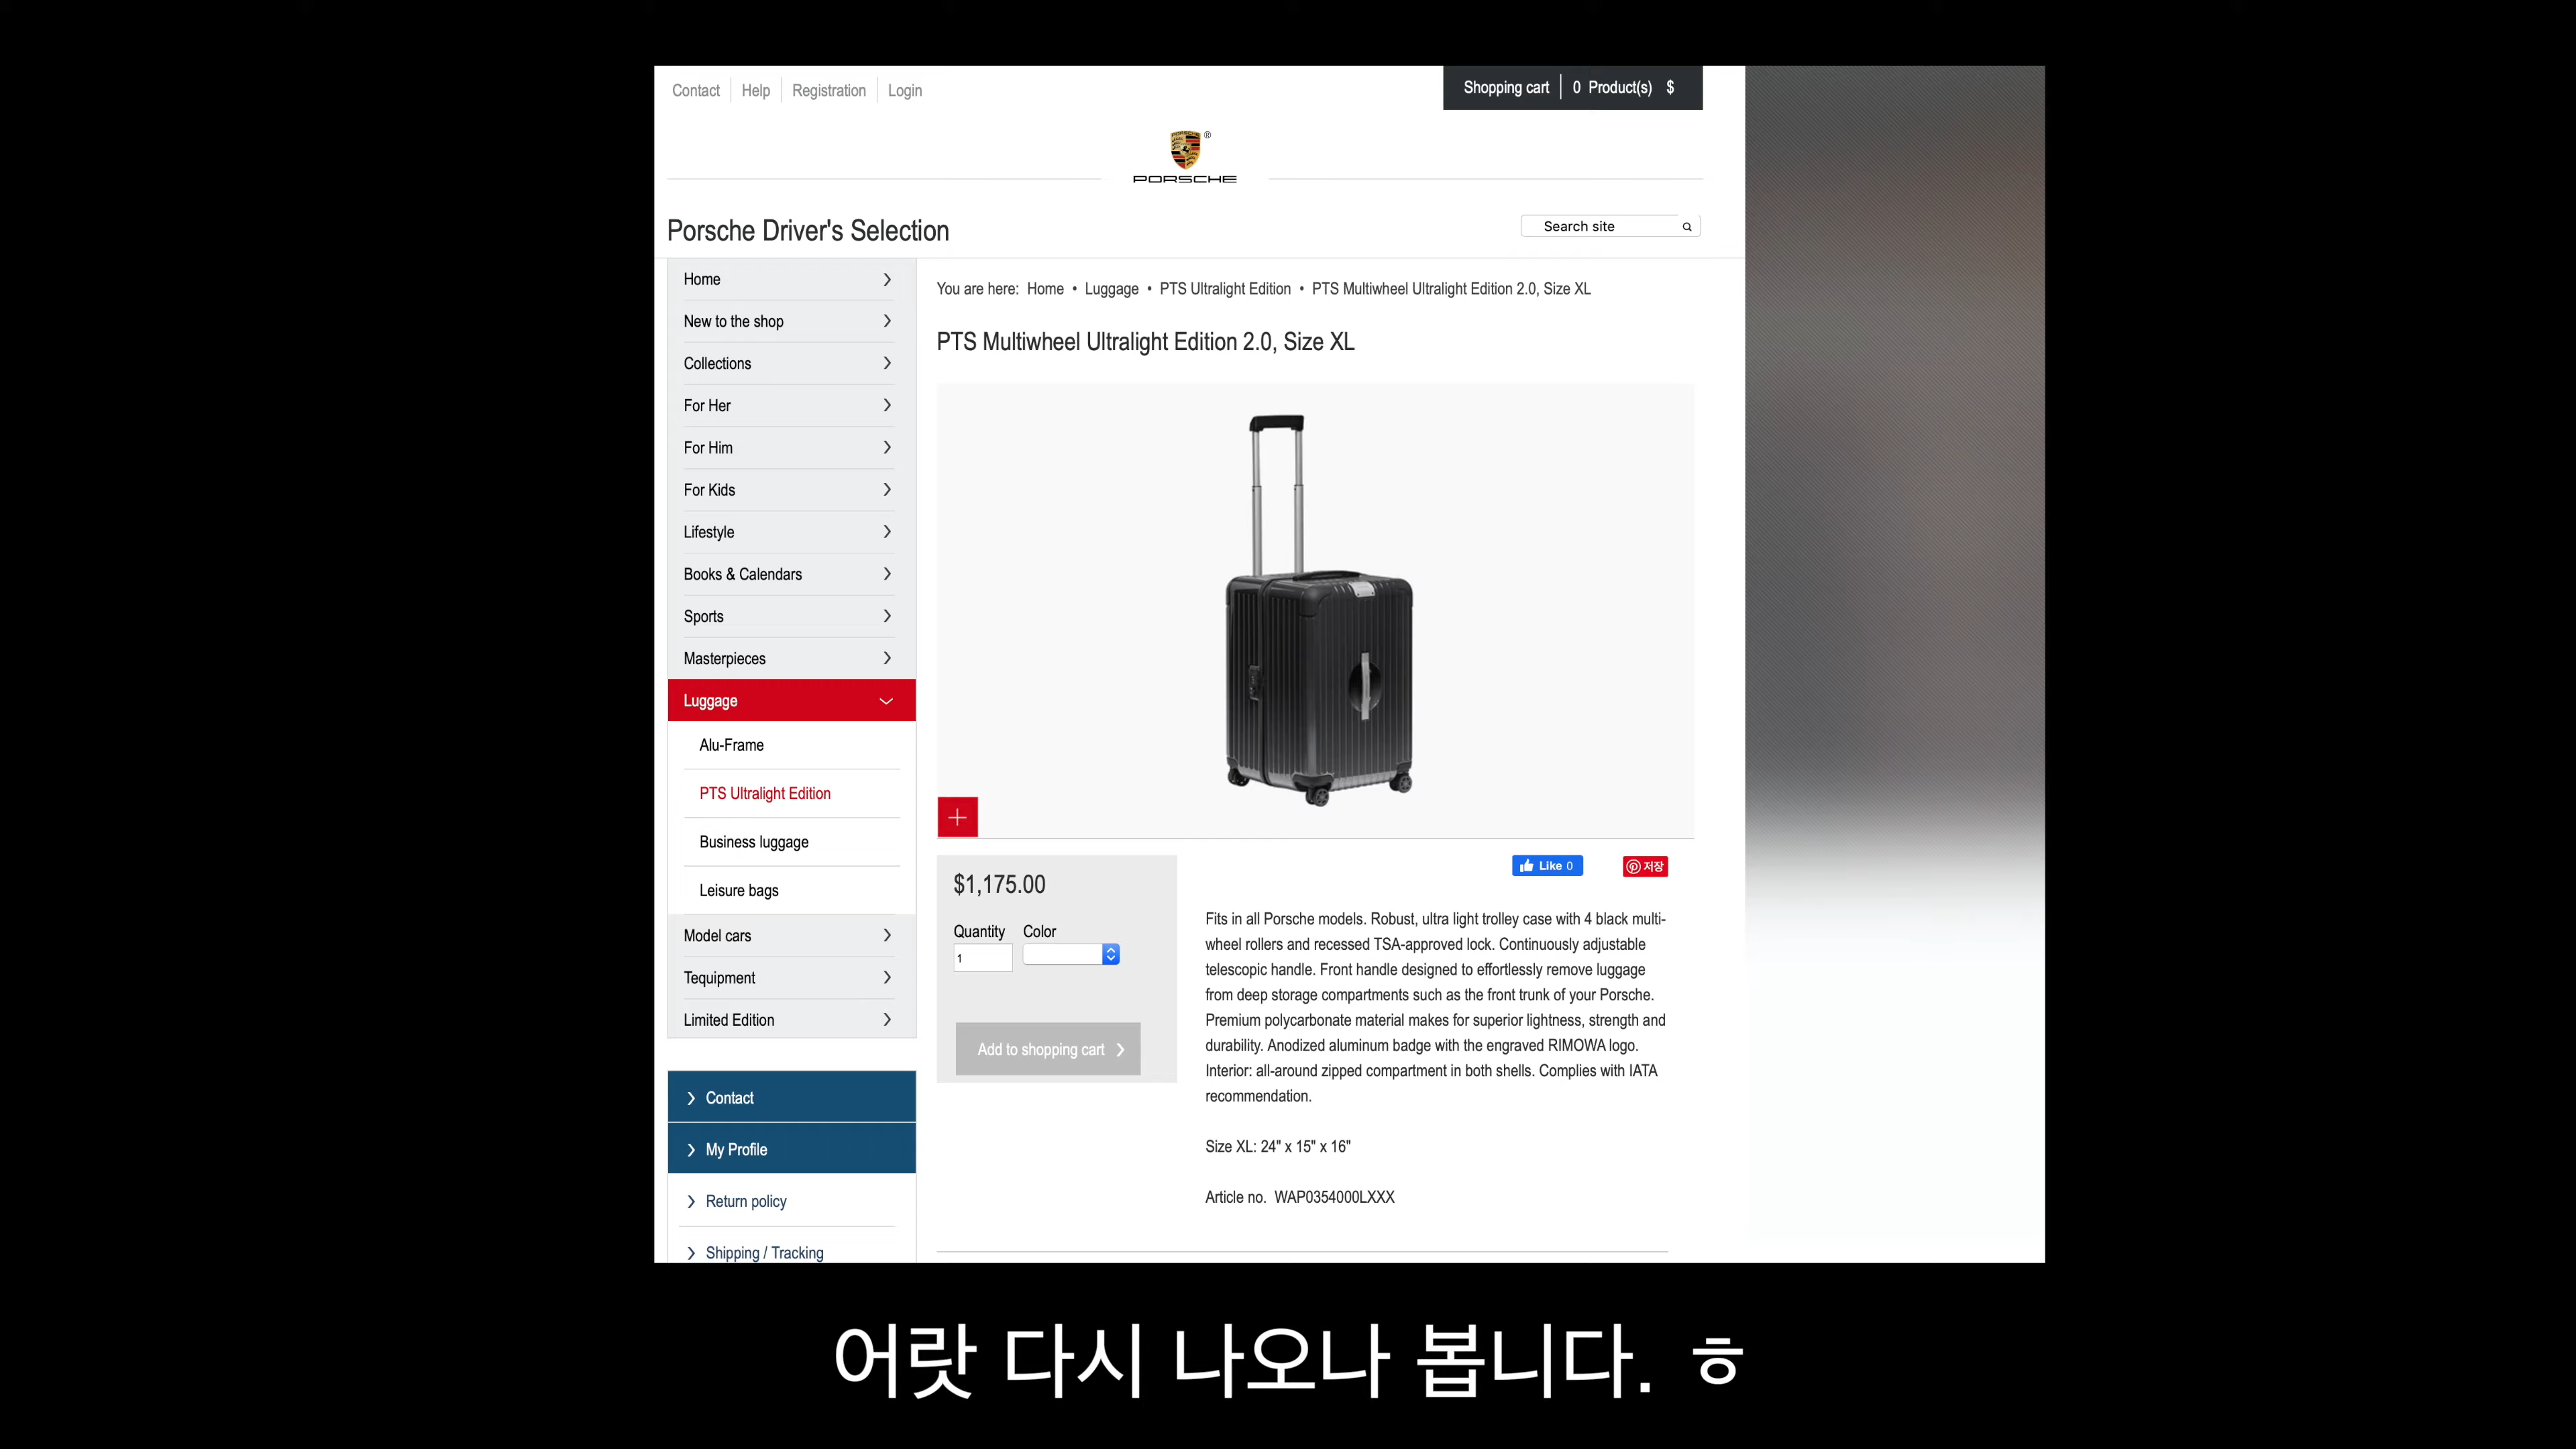 Contact
Help
Registration
Login
Shopping cart
0 Product(s) $
PORSCHE
®
PORSCHE
Porsche Driver's Selection
Search site
Home
New to the shop
Collections
For Her
For Him
For Kids
Lifestyle
Books & Calendars
Sports
Masterpieces
Luggage
Alu-Frame
PTS Ultralight Edition
Business luggage
Leisure bags
Model cars
Tequipment
Limited Edition
Contact
My Profile
Return policy
Shipping / Tracking
You are here: Home • Luggage • PTS Ultralight Edition • PTS Multiwheel Ultralight Edition 2.0, Size XL
PTS Multiwheel Ultralight Edition 2.0, Size XL
$1,175.00
Quantity Color
1
Add to shopping cart
Like 0
저장
Fits in all Porsche models. Robust, ultra light trolley case with 4 black multi-
wheel rollers and recessed TSA-approved lock. Continuously adjustable
telescopic handle. Front handle designed to effortlessly remove luggage
from deep storage compartments such as the front trunk of your Porsche.
Premium polycarbonate material makes for superior lightness, strength and
durability. Anodized aluminum badge with the engraved RIMOWA logo.
Interior: all-around zipped compartment in both shells. Complies with IATA
recommendation.
Size XL: 24" x 15" x 16"
Article no. WAP0354000LXXX
어랏 다시 나오나 봅니다. ㅎ